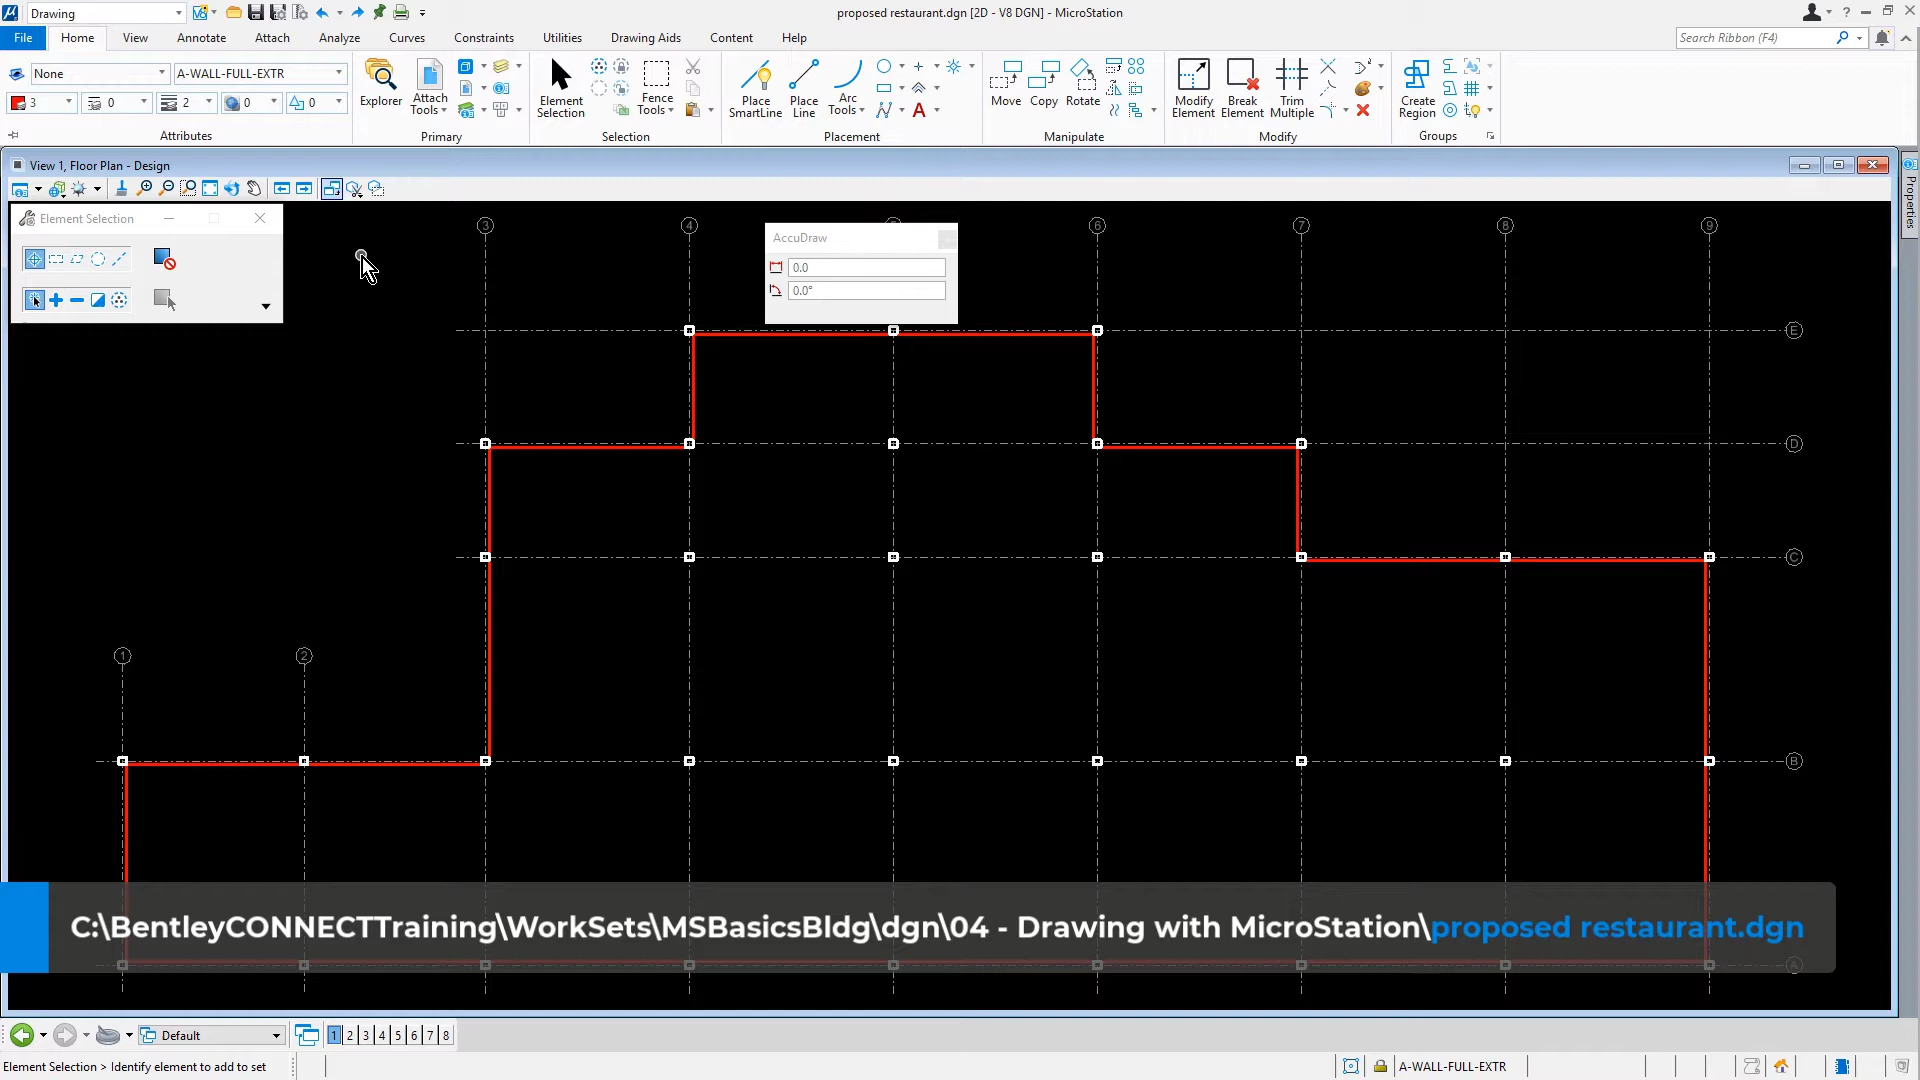 Drawing
proposed restaurant.dgn [2D - V8 DGN] - MicroStation
File Home View Annotate Attach Analyze Curves Constraints Utilities Drawing Aids Content Help
Search Ribbon (F4)
None
A-WALL-FULL-EXTR
3 0 2 0 0
Attributes
Explorer
Attach Tools
Primary
Element Selection
Fence Tools
Selection
Place SmartLine
Place Line
Arc Tools
Placement
Move
Copy
Rotate
Manipulate
Modify Element
Break Element
Trim Multiple
Modify
Create Region
Groups
View 1, Floor Plan - Design
Properties
Element Selection
AccuDraw
0.0
0.0°
3 4 6 7 8 9
E
D
C
1 2
B
C:\BentleyCONNECTTraining\WorkSets\MSBasicsBldg\dgn\04 - Drawing with MicroStation\proposed restaurant.dgn
A
Default
1 2 3 4 5 6 7 8
Element Selection > Identify element to add to set
A-WALL-FULL-EXTR